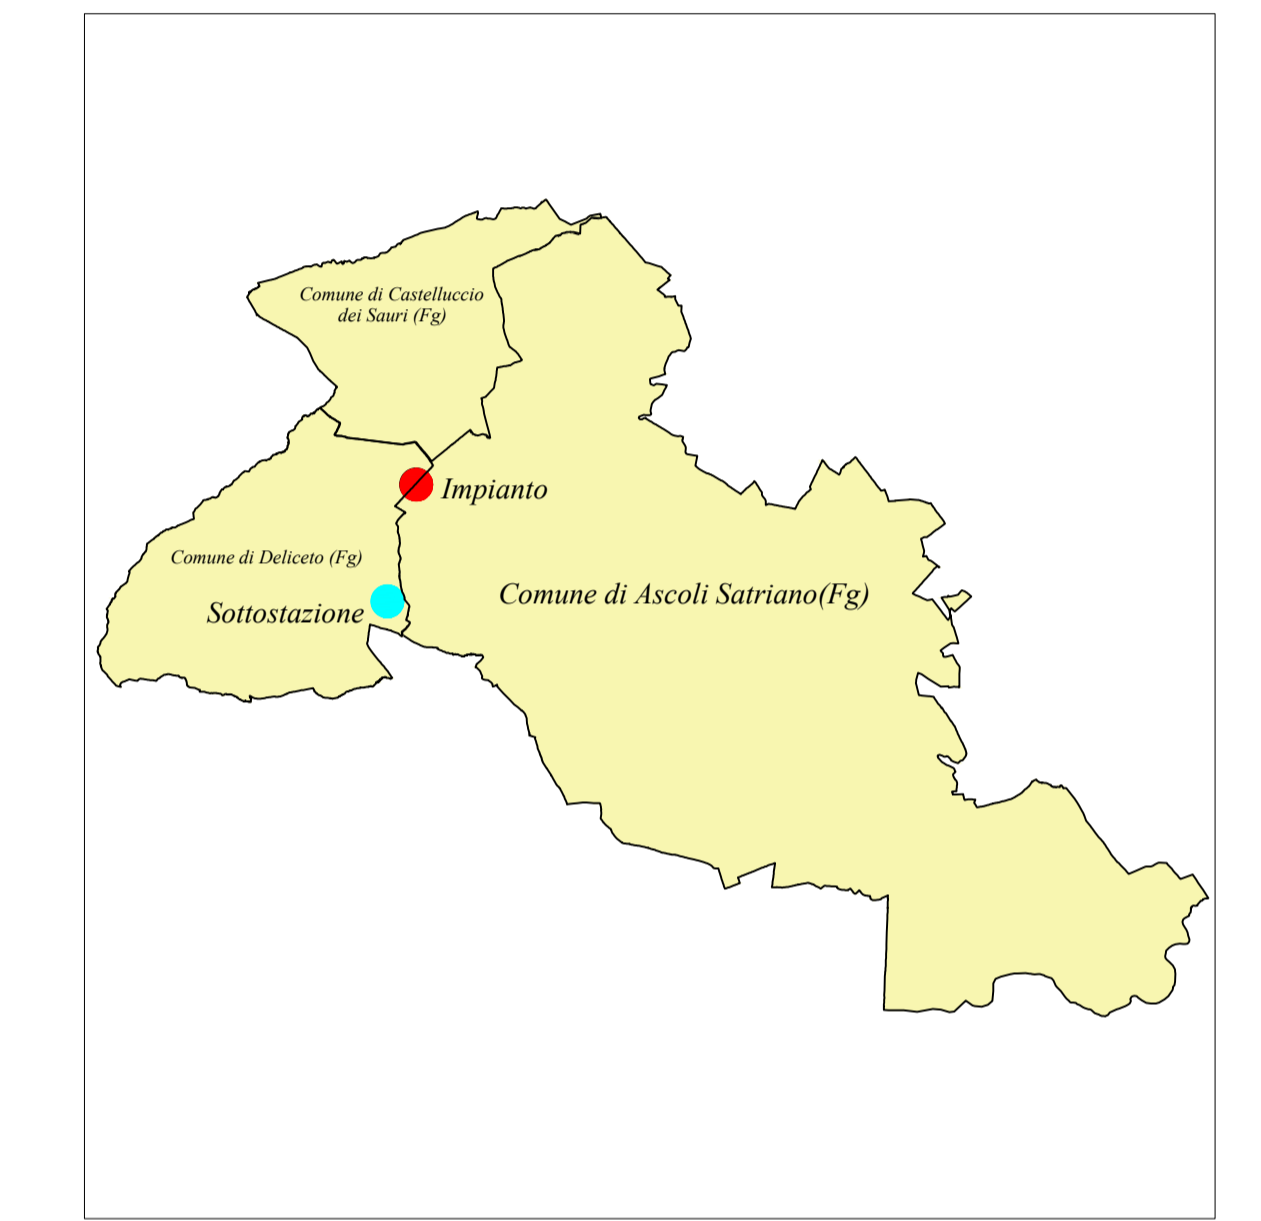 Comune di Castelluccio
dei Sauri (Fg)
Impianto
Comune di Deliceto (Fg)
Comune di Ascoli Satriano(Fg)
Sottostazione